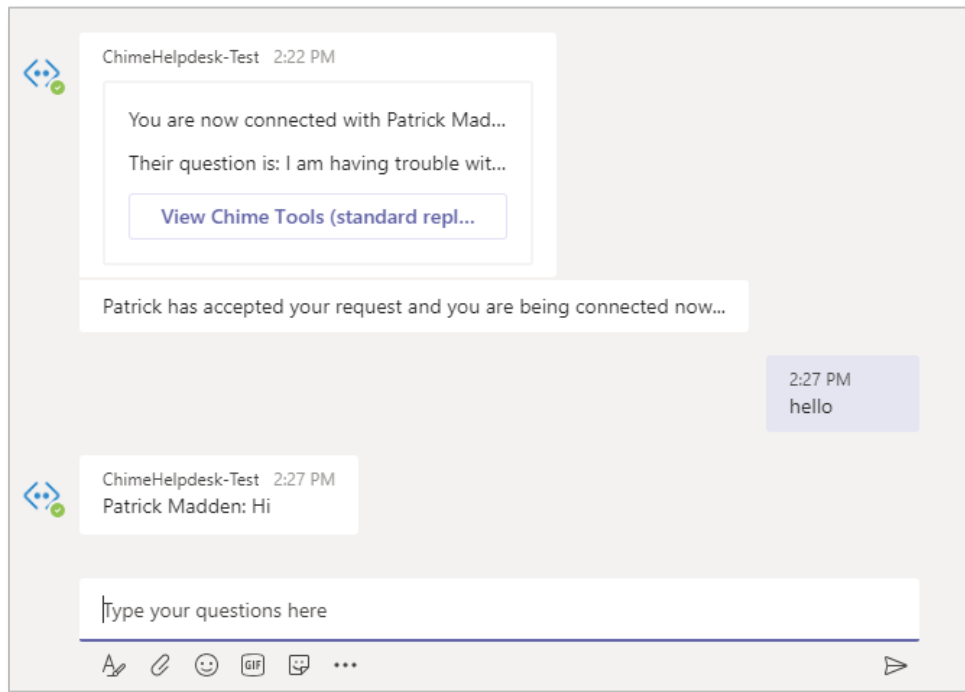 ChimeHelpdesk-Test 2:22 PM
You are now connected with Patrick Mad...
Their question is: I am having trouble wit...
View Chime Tools (standard repl...
Patrick has accepted your request and you are being connected now...
2:27 PM
hello
ChimeHelpdesk-Test 2:27 PM
Patrick Madden: Hi
Type your questions here
GIF